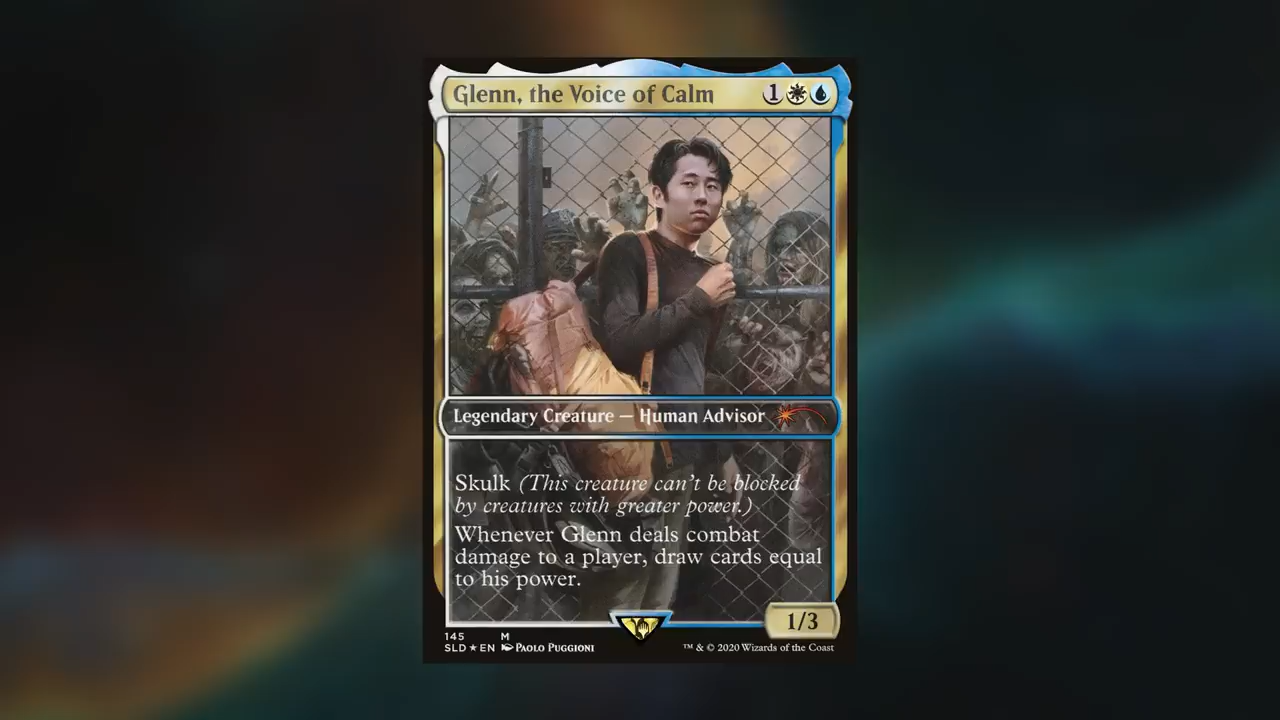 Glenn, the Voice of Calm 1
Legendary Creature — Human Advisor
Skulk (This creature can't be blocked
by creatures with greater power.)
Whenever Glenn deals combat
damage to a player, draw cards equal
to his power.
1/3
145 M
SLD ★ EN PAOLO PUGGIONI
™ & © 2020 Wizards of the Coast